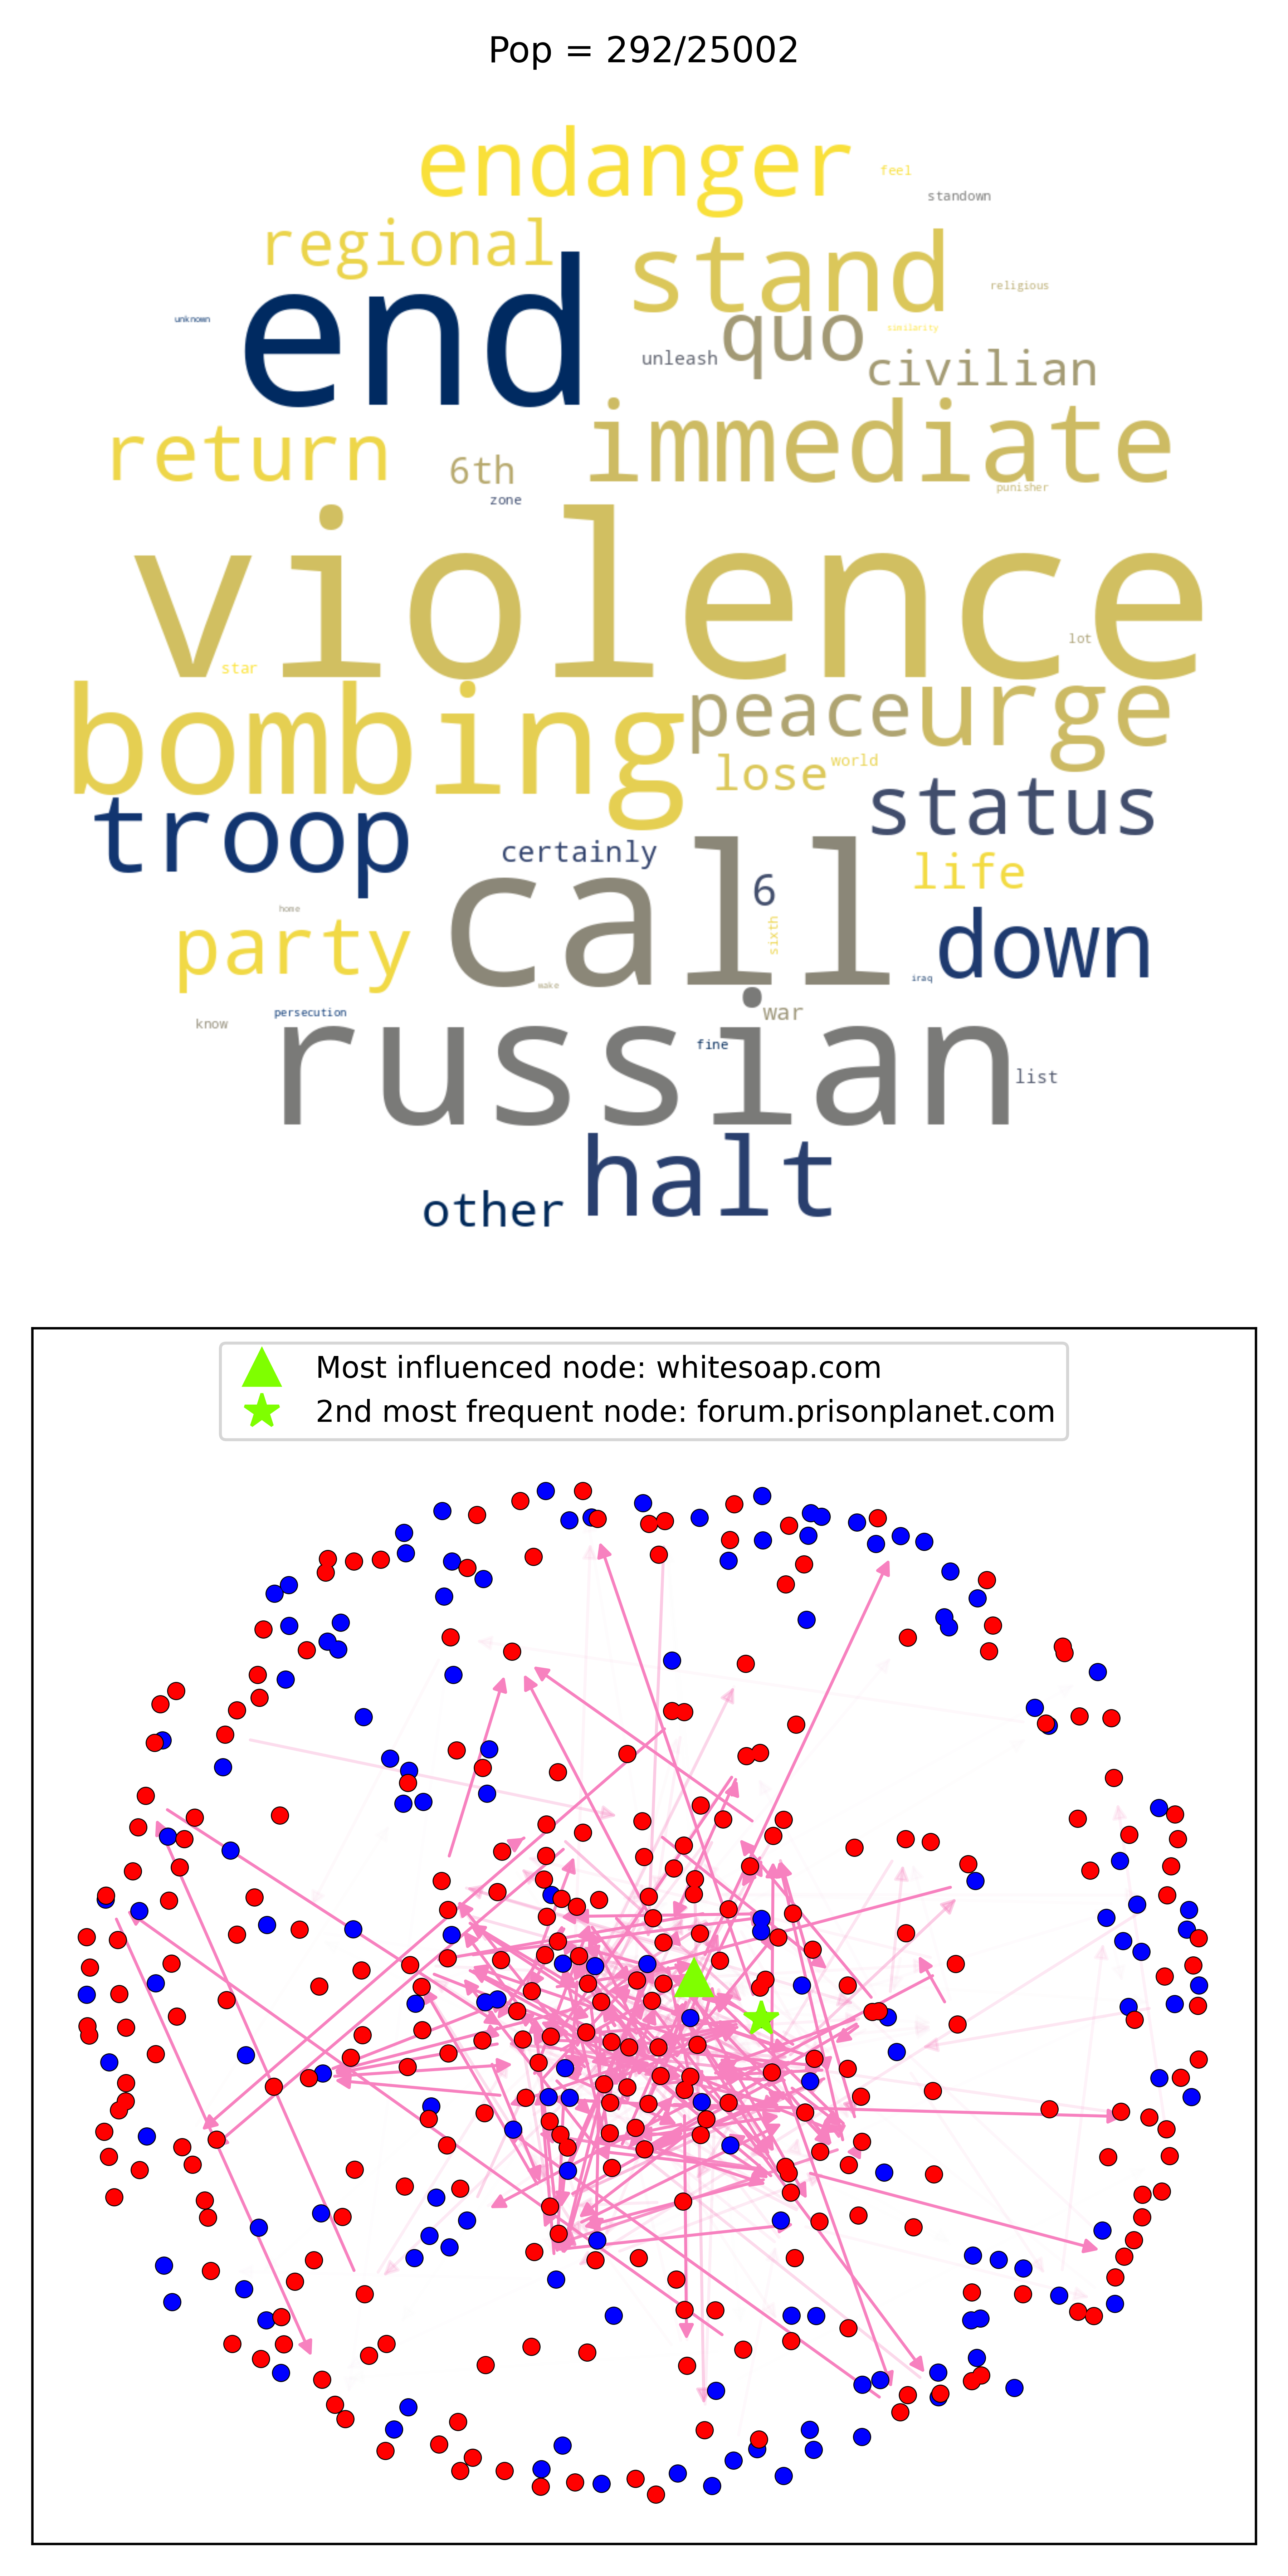 Pop = 292/25002
endanger
feel
standown
regional
stand
religious
end
unknown
quo
similarity
unleash
civilian
immediate
return
6th
zone
punisher
violence
lot
star
bombing
peace
urge
lose
world
status
troop
certainly
call
6
life
home
party
sixth
down
iraq
make
know
persecution
war
russian
fine
list
halt
other
Most influenced node: whitesoap.com
2nd most frequent node: forum.prisonplanet.com